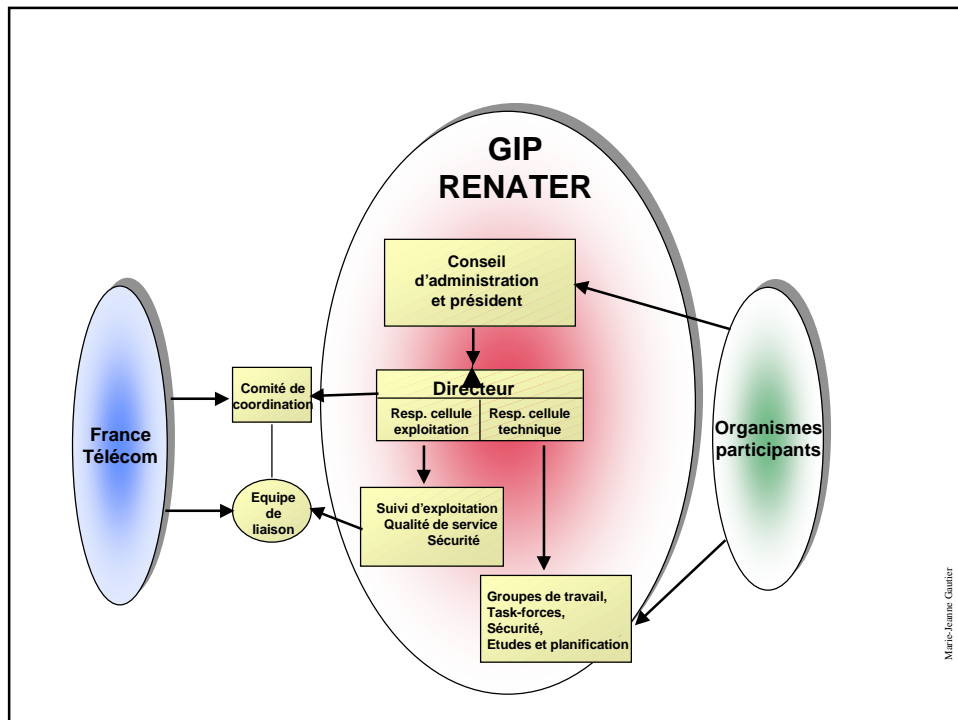 GIP
RENATER
Conseil
d'administration
et président
Directeur
Resp. cellule
exploitation
Resp. cellule
technique
Comité de
coordination
France
Télécom
Equipe
de
liaison
Suivi d'exploitation
Qualité de service
Sécurité
Organismes
participants
Groupes de travail,
Task-forces,
Sécurité,
Etudes et planification
Marie-Jeanne Gautier